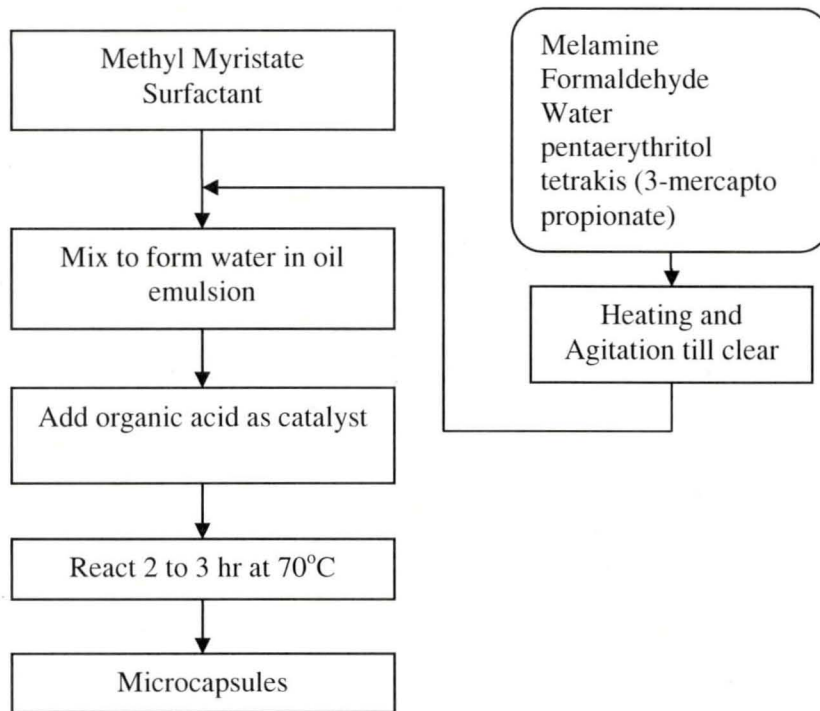 Methyl Myristate
Surfactant
Melamine
Formaldehyde
Water
pentaerythritol
tetrakis (3-mercapto
propionate)
Mix to form water in oil
emulsion
Heating and
Agitation till clear
Add organic acid as catalyst
React 2 to 3 hr at 70°C
Microcapsules